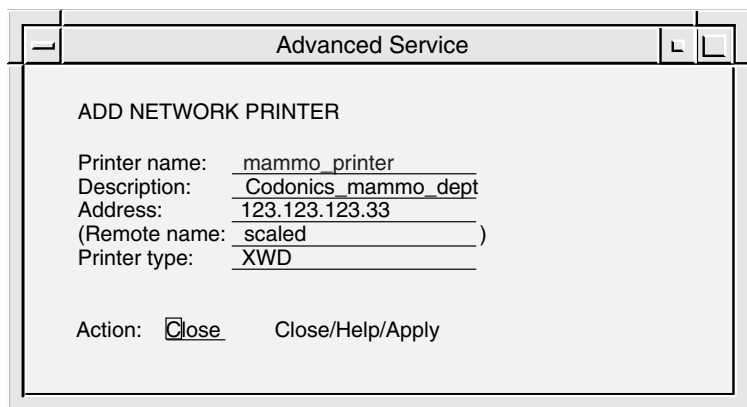 Advanced Service
ADD NETWORK PRINTER
Printer name: mammo_printer
Description: Codonics_mammo_dept
Address: 123.123.123.33
(Remote name: scaled )
Printer type: XWD
Action: Close Close/Help/Apply